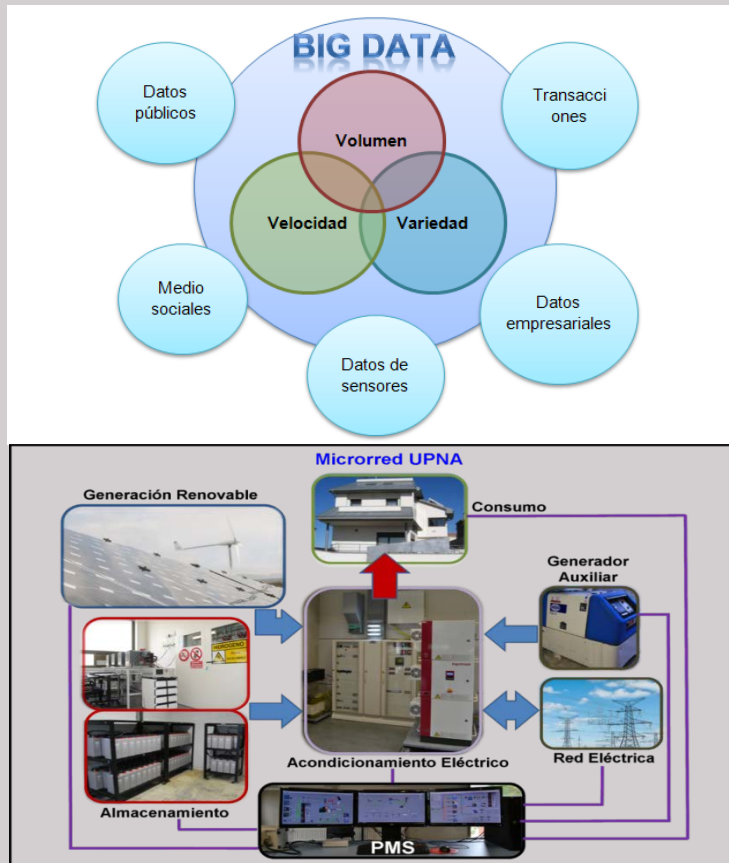 BIG DATA
Datos
públicos
Transacci
ones
Volumen
Velocidad
Variedad
Medio
sociales
Datos
empresariales
Datos de
sensores
Microrred UPNA
Generación Renovable
Consumo
Generador
Auxiliar
HIDROGENO
Acondicionamiento Eléctrico
Red Eléctrica
Almacenamiento
PMS